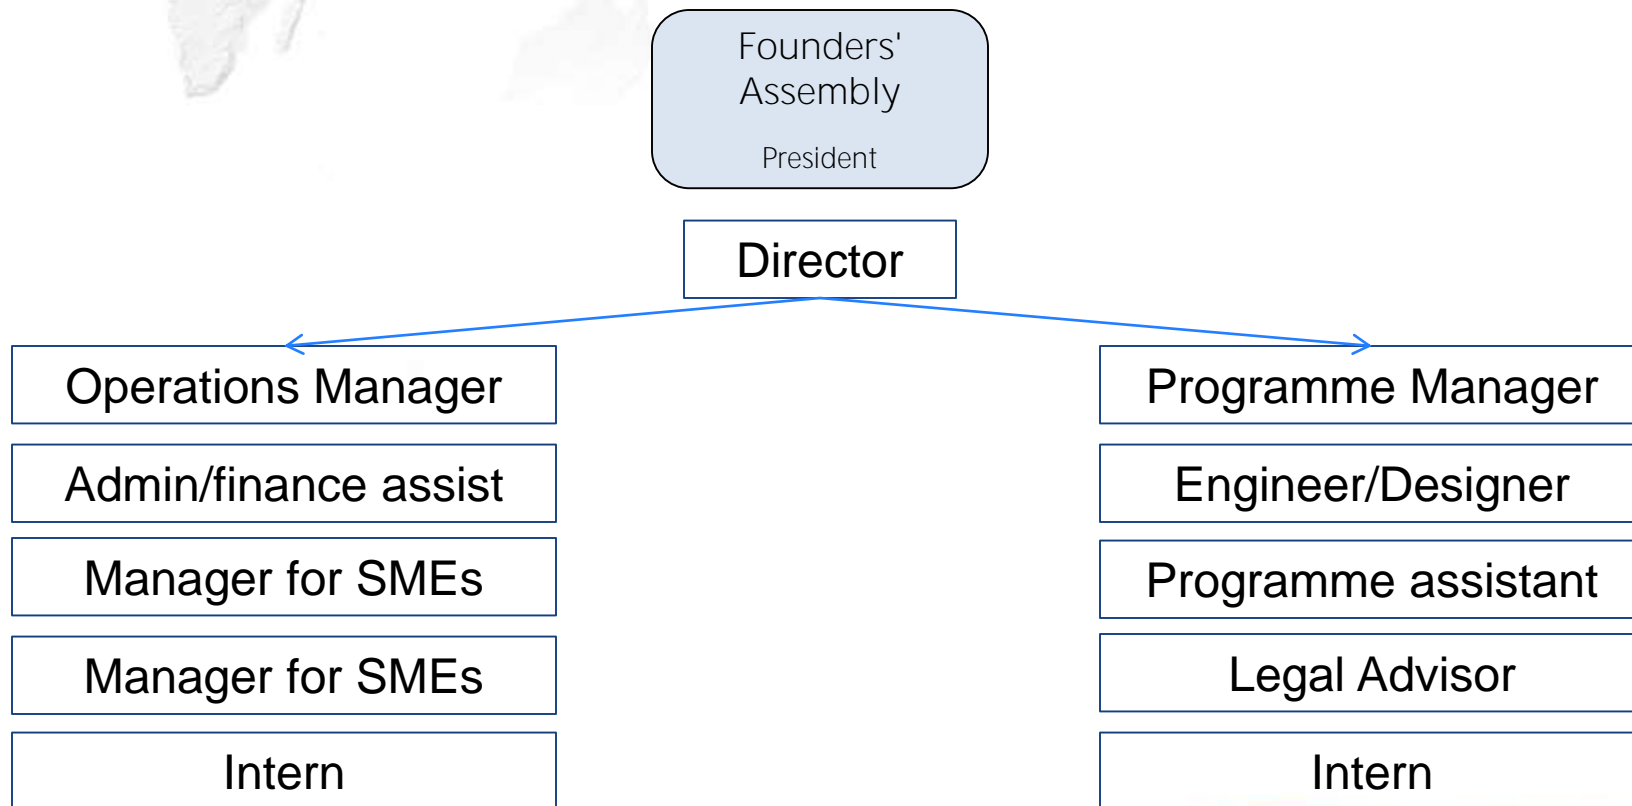 Founders'
Assembly
President
Director
Operations Manager
Programme Manager
Admin/finance assist
Engineer/Designer
Manager for SMEs
Programme assistant
Manager for SMEs
Legal Advisor
Intern
Intern